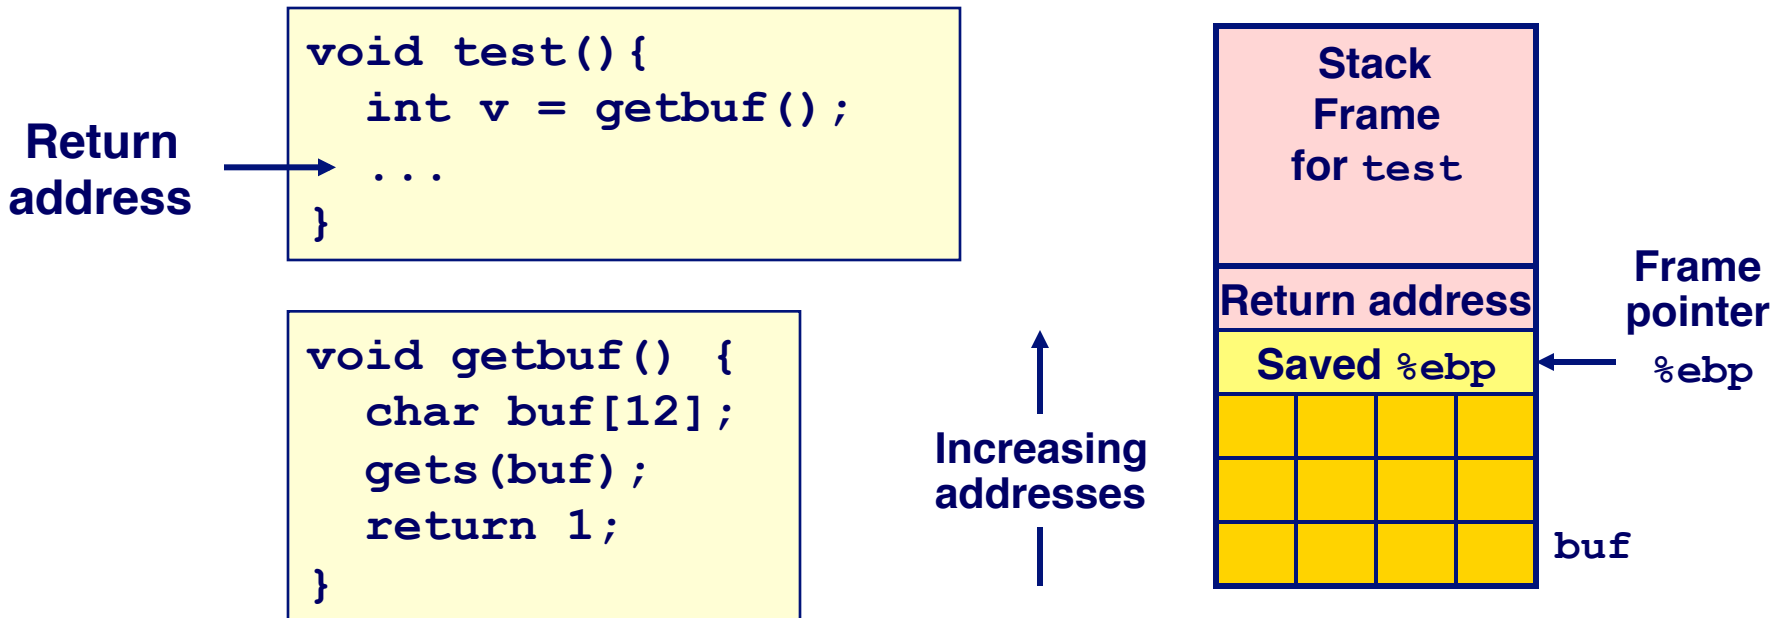 Return
address
void test(){
  int v = getbuf();
  ...
}
void getbuf() {
  char buf[12];
  gets(buf);
  return 1;
}
Increasing
addresses
Stack
Frame
for test
Return address
Saved %ebp
Frame
pointer
%ebp
buf